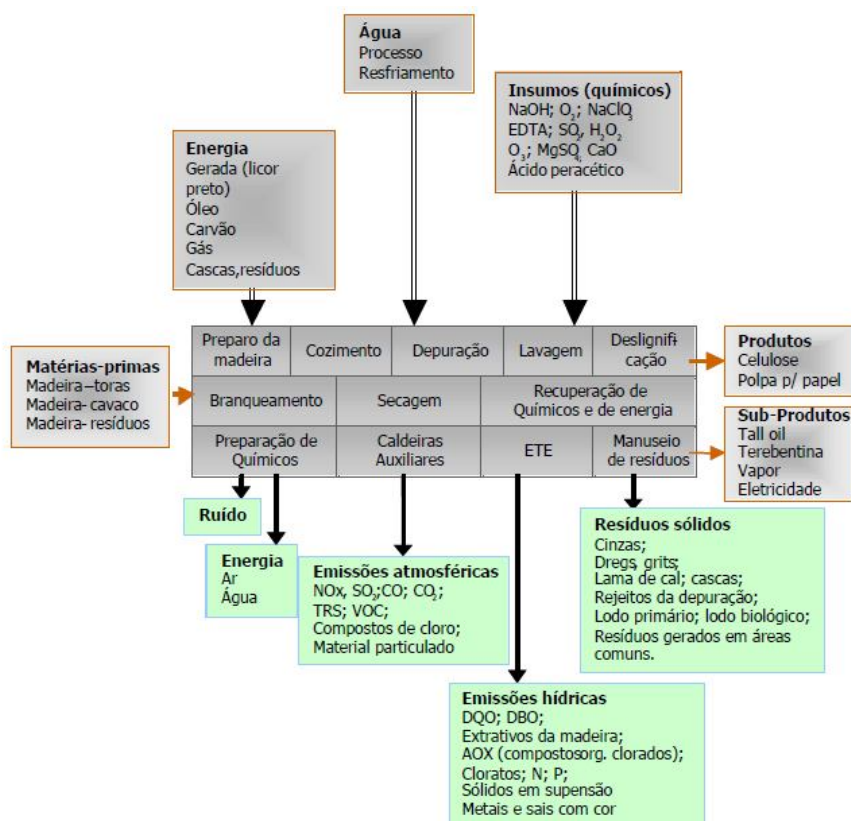 Água
Processo
Resfriamento
Insumos (químicos)
NaOH; O₂; NaClO₃
EDTA; SO₂, H₂O₂
O₃; MgSO₄, CaO
Ácido peracético
Energia
Gerada (licor
preto)
Óleo
Carvão
Gás
Cascas,resíduos
Matérias-primas
Madeira–toras
Madeira- cavaco
Madeira- resíduos
Preparo da
madeira
Cozimento
Depuração
Lavagem
Deslignifi-
cação
Branqueamento
Secagem
Recuperação de
Químicos e de energia
Preparação de
Químicos
Caldeiras
Auxiliares
ETE
Manuseio
de resíduos
Produtos
Celulose
Polpa p/ papel
Sub-Produtos
Tall oil
Terebentina
Vapor
Eletricidade
Ruído
Energia
Ar
Água
Emissões atmosféricas
NOx, SO₂;CO; CO₂;
TRS; VOC;
Compostos de cloro;
Material particulado
Resíduos sólidos
Cinzas;
Dregs, grits;
Lama de cal; cascas;
Rejeitos da depuração;
Lodo primário; lodo biológico;
Resíduos gerados em áreas
comuns.
Emissões hídricas
DQO; DBO;
Extrativos da madeira;
AOX (compostosorg. clorados);
Cloratos; N; P;
Sólidos em supensão
Metais e sais com cor